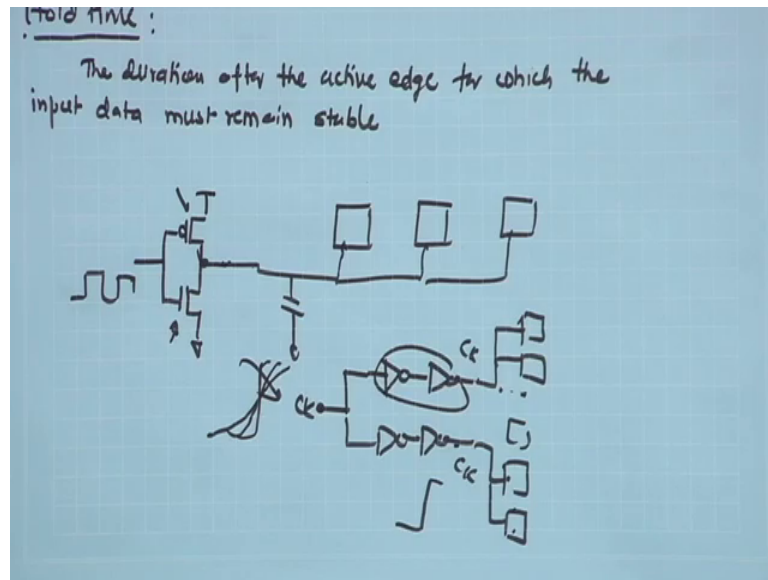 Hold time :
The duration after the active edge for which the
input data must remain stable
CK
CK
CK